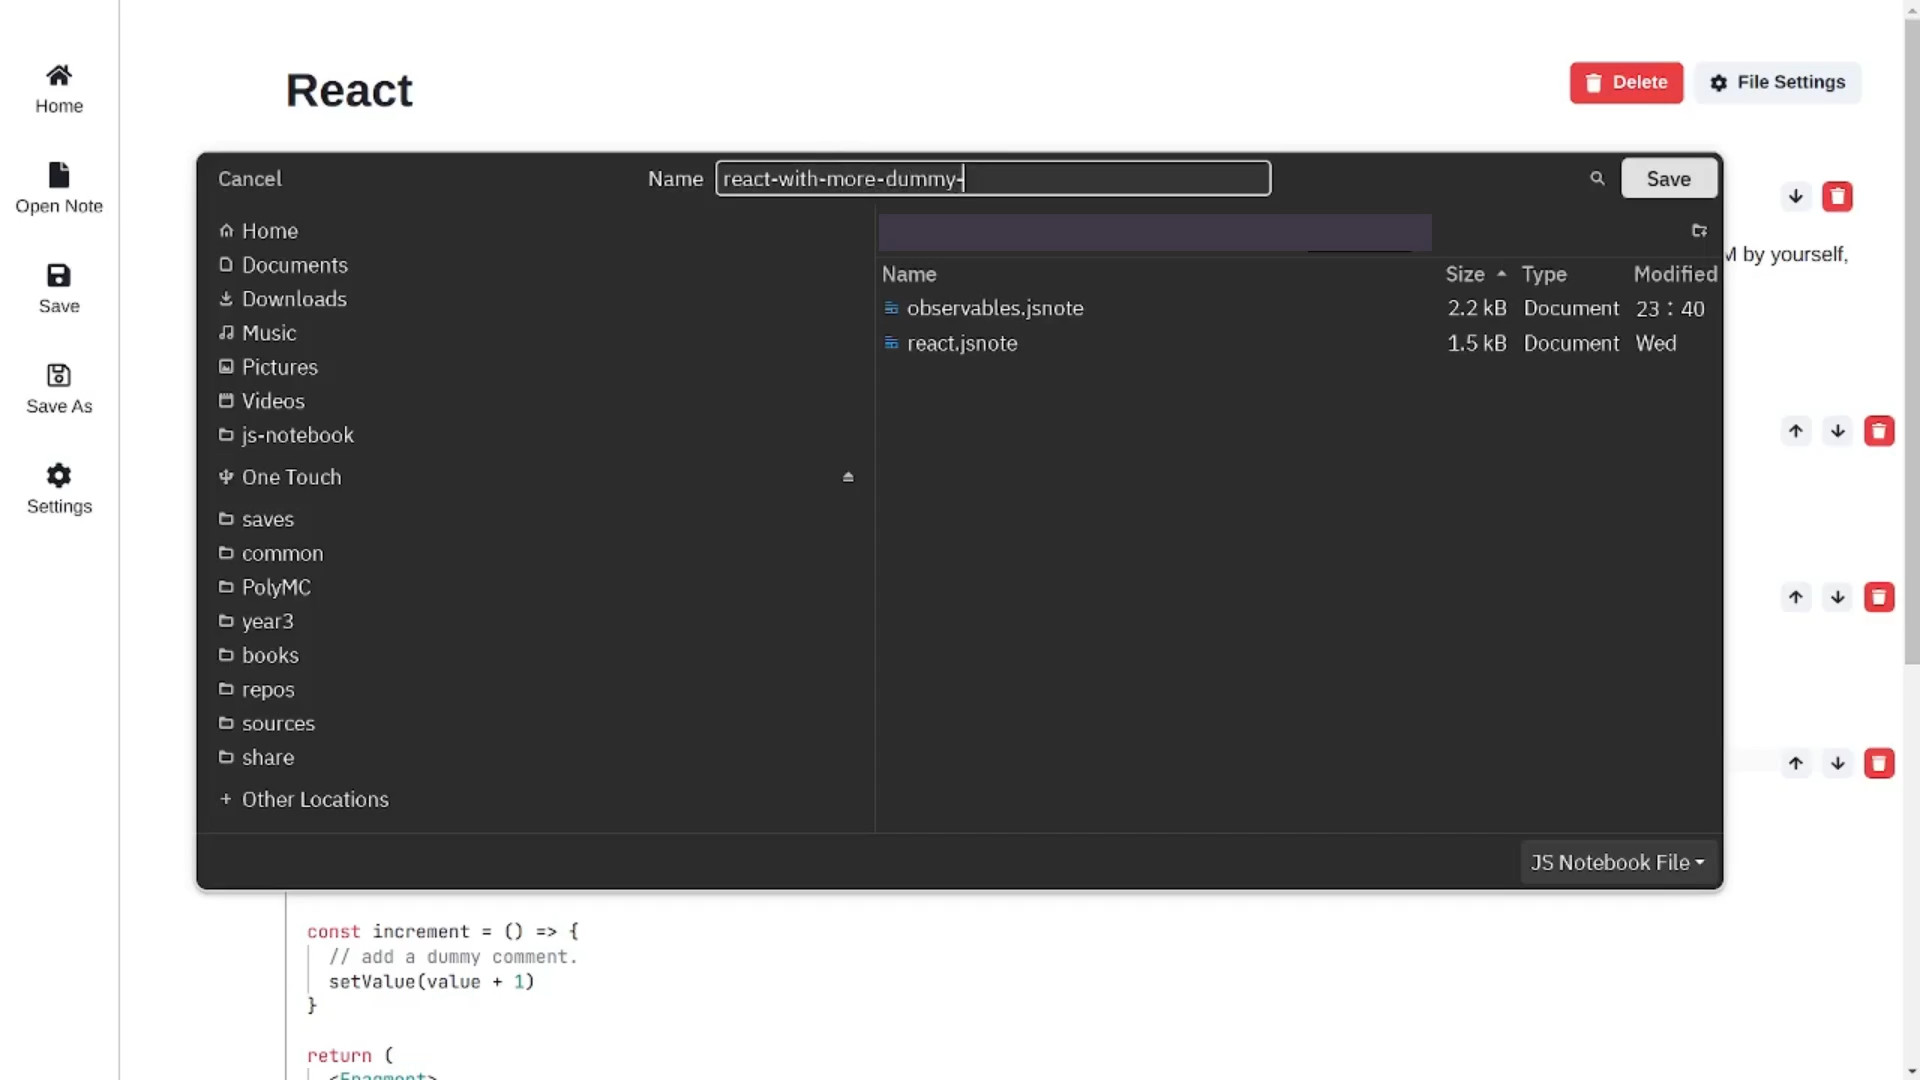 Home
Open Note
Save
Save As
Settings
React
Delete
File Settings
Cancel
Name
react-with-more-dummy-
Save
Home
Documents
Downloads
Music
Pictures
Videos
js-notebook
One Touch
saves
common
PolyMC
year3
books
repos
sources
share
+ Other Locations
Name Size Type Modified
observables.jsnote 2.2 kB Document 23：40
react.jsnote 1.5 kB Document Wed
JS Notebook File
by yourself,
const increment = () => {
// add a dummy comment.
setValue(value + 1)
}
return (
<Fragment>